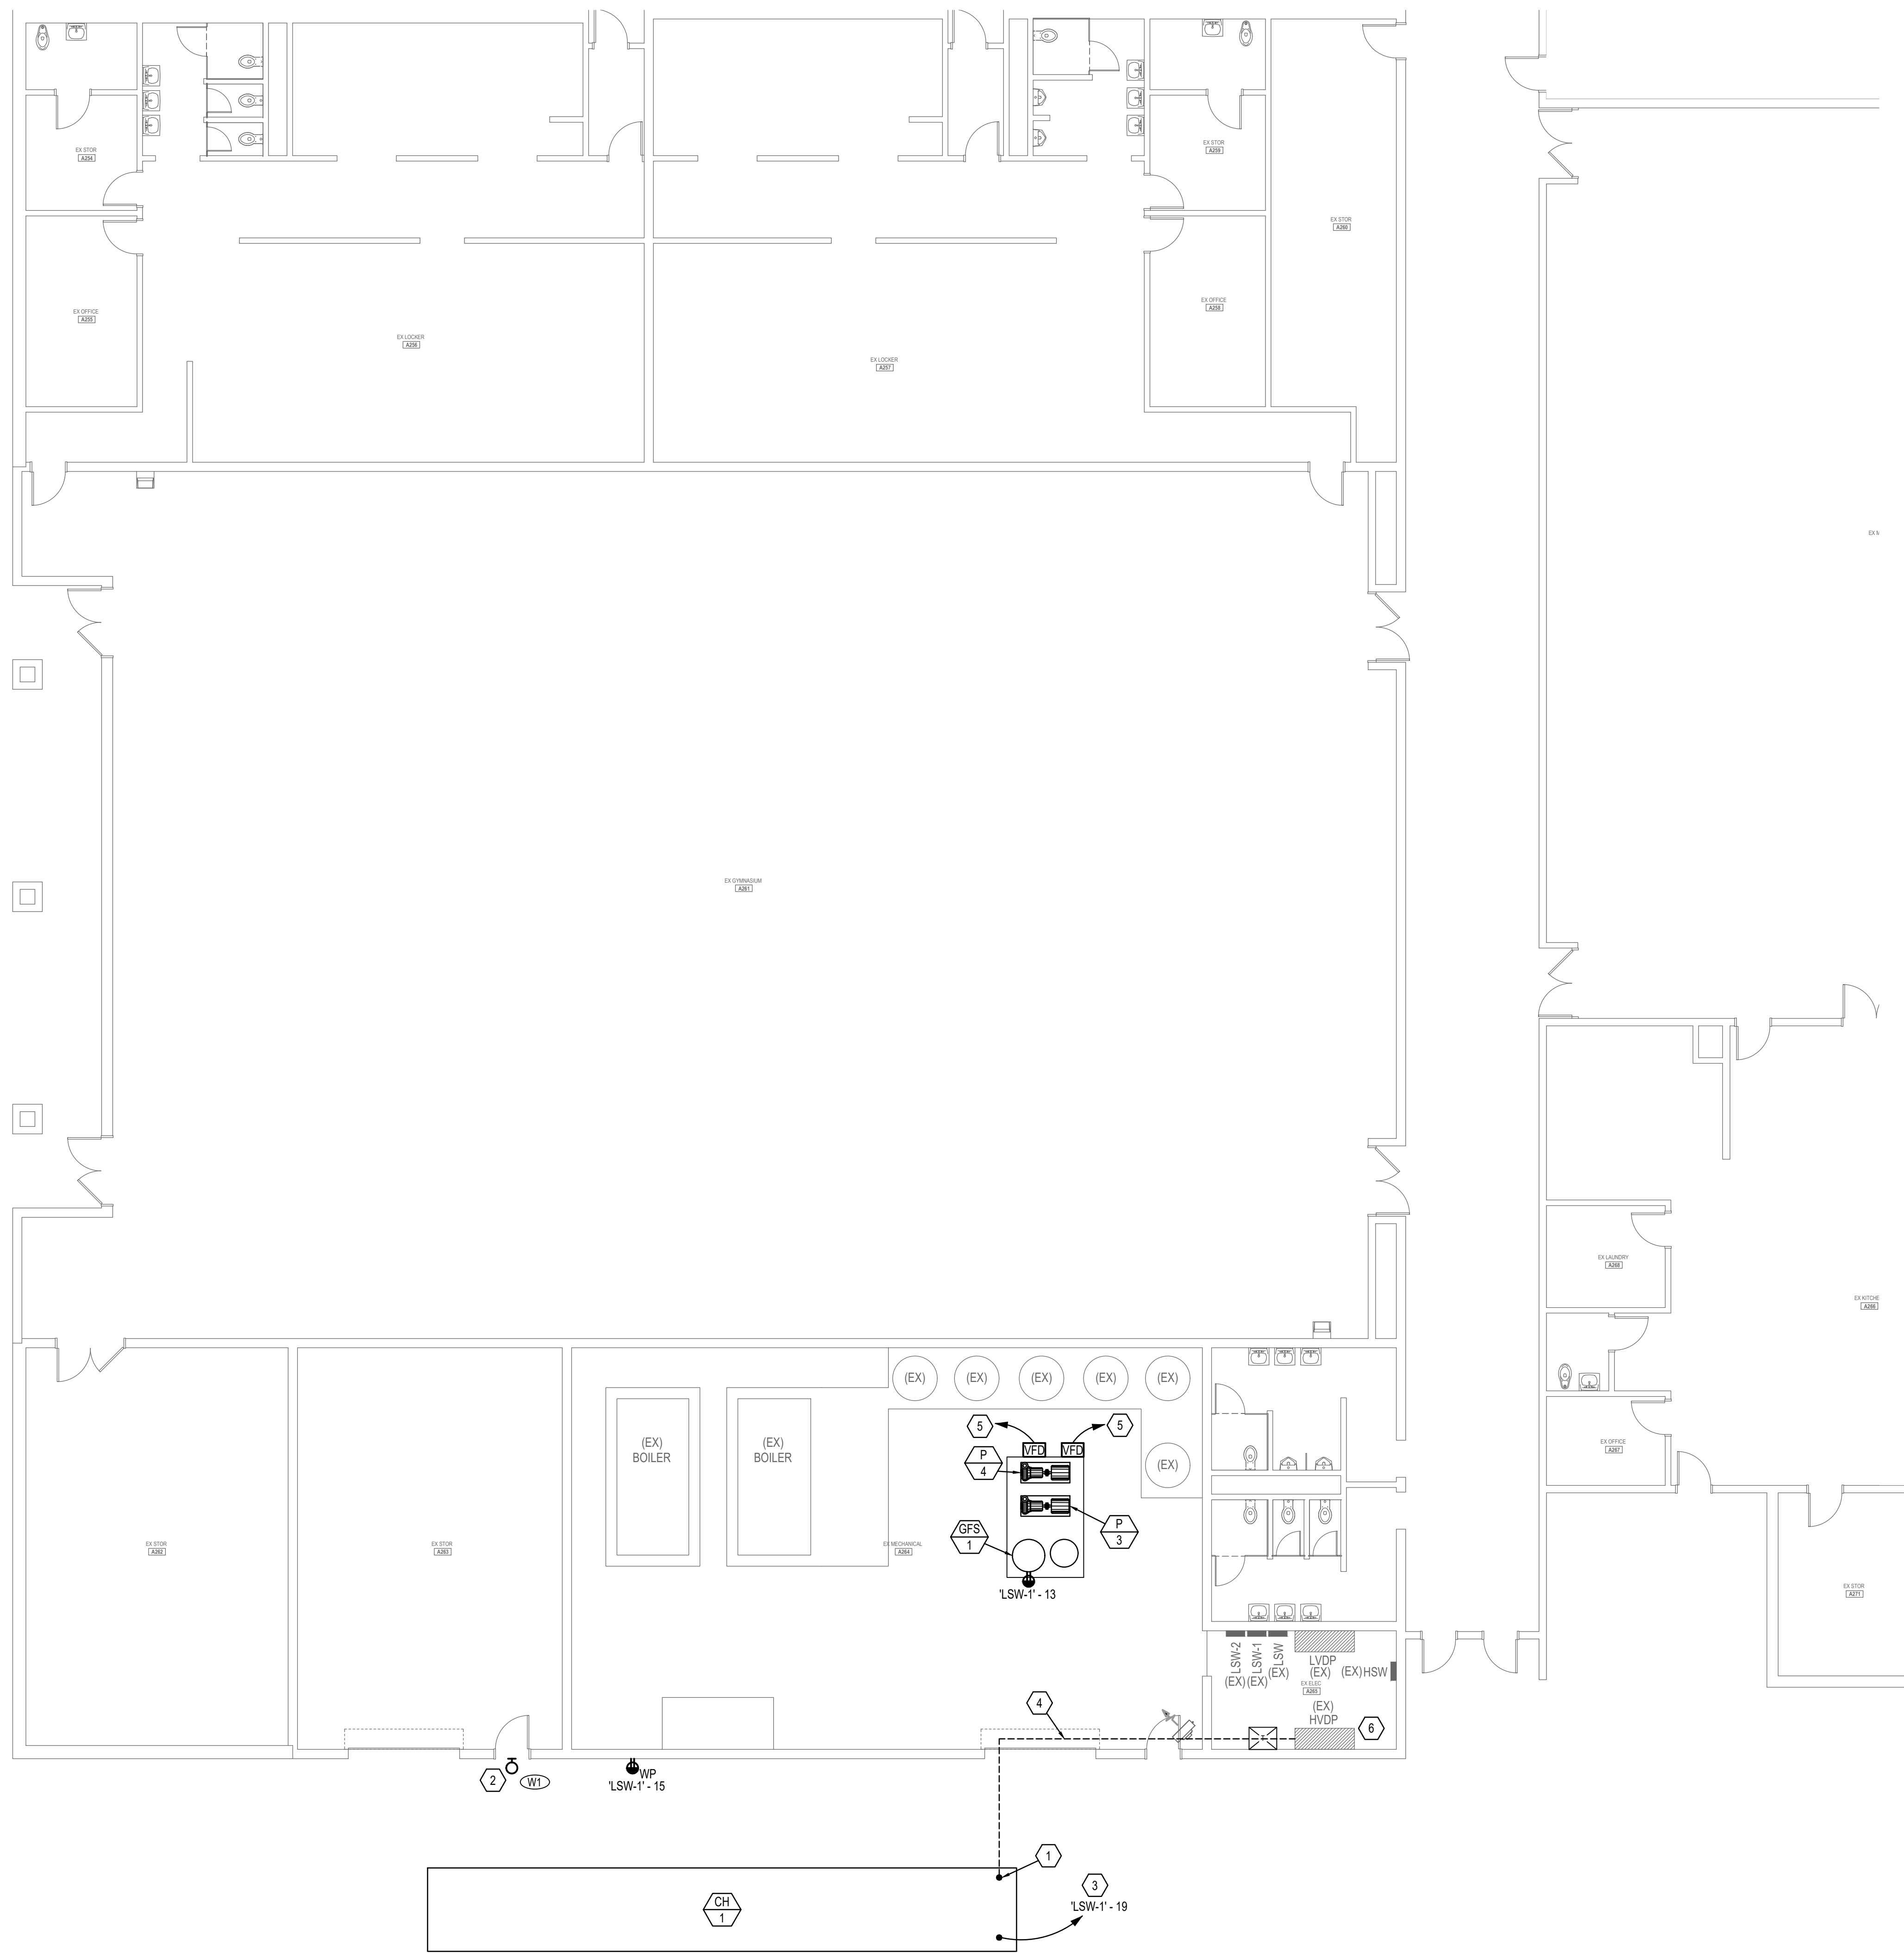 EX STOR
A254
EX STOR
A259
EX STOR
A260
EX OFFICE
A255
EX OFFICE
A258
EX LOCKER
A256
EX LOCKER
A257
EX GYMNASIUM
A261
EX LAUNDRY
A268
EX KITCHE
A266
(EX)
(EX)
(EX)
(EX)
(EX)
(EX)
BOILER
(EX)
BOILER
5
5
VFD
VFD
P
4
(EX)
P
3
GFS
1
EX OFFICE
A267
EX STOR
A262
EX STOR
A263
EX MECHANICAL
A264
'LSW-1' - 13
EX STOR
A271
(EX) LSW-2
(EX) LSW-1
(EX) LSW
LVDP
(EX)
(EX) HSW
EX ELEC
A265
(EX)
HVDP
4
T
6
2
W1
WP
'LSW-1' - 15
1
CH
1
3
'LSW-1' - 19